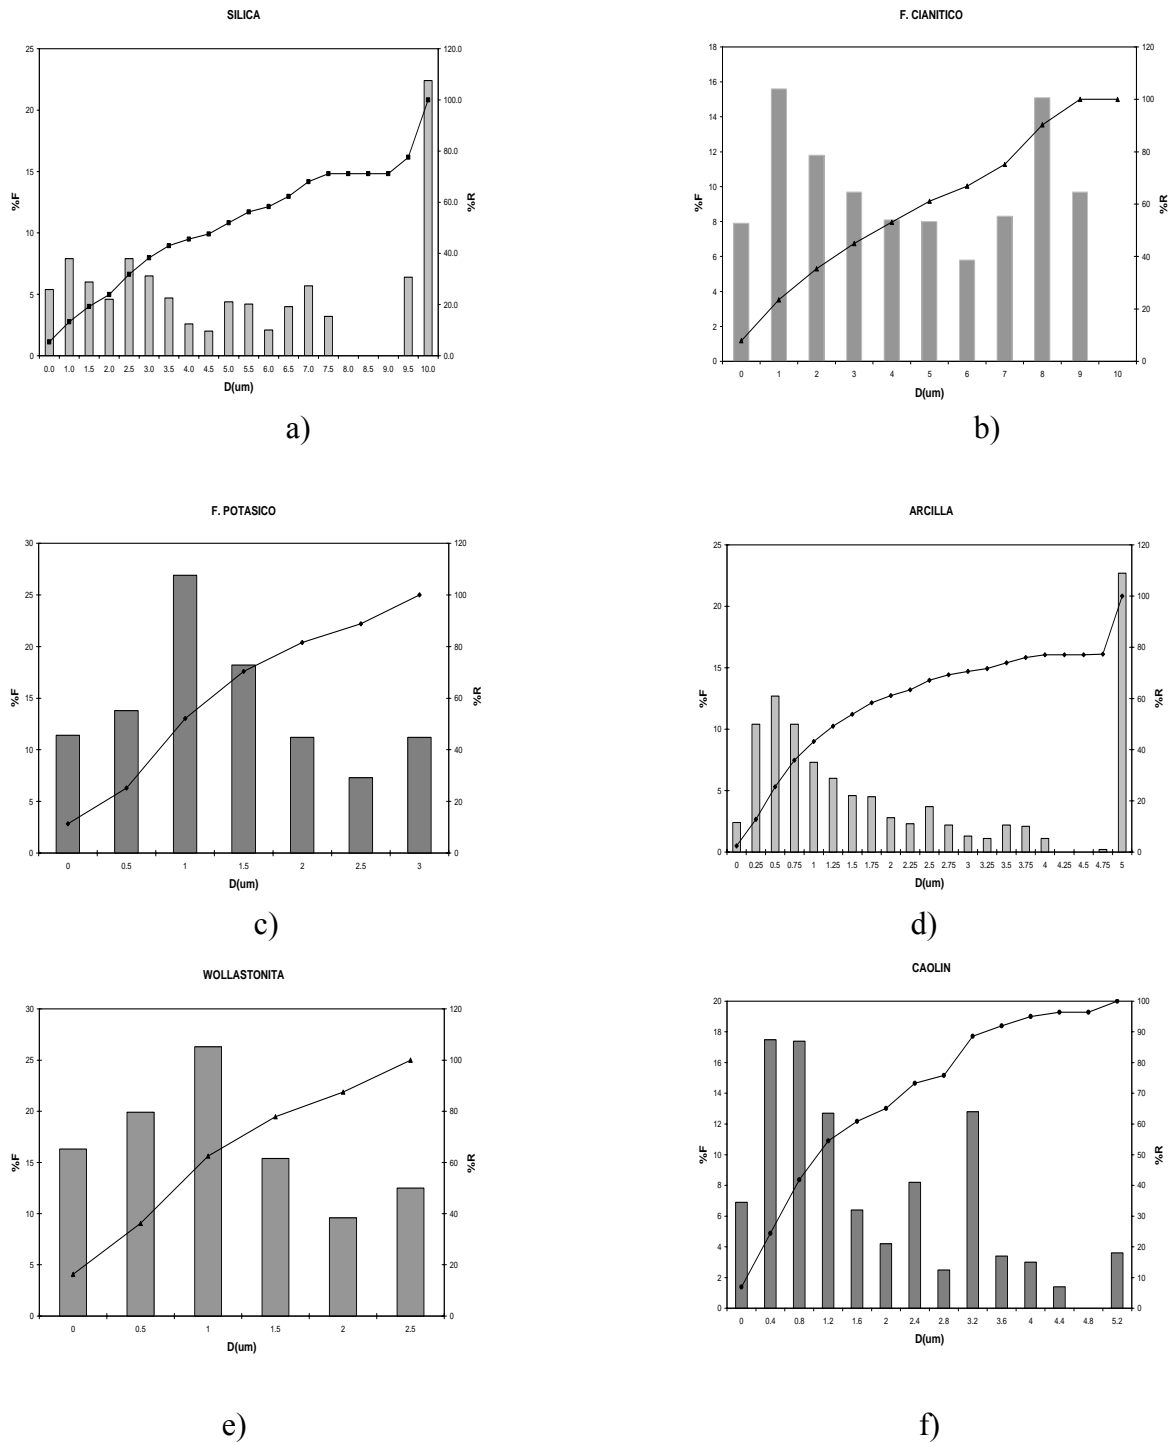 SILICA
25
20
15
10
5
0
%F
120.0
100.0
80.0
60.0
40.0
20.0
0.0
%R
0.0 1.0 1.5 2.0 2.5 3.0 3.5 4.0 4.5 5.0 5.5 6.0 6.5 7.0 7.5 8.0 8.5 9.0 9.5 10.0
D(um)
a)
F. CIANITICO
18
16
14
12
10
8
6
4
2
0
%F
120
100
80
60
40
20
0
%R
0 1 2 3 4 5 6 7 8 9 10
D(um)
b)
F. POTASICO
30
25
20
15
10
5
0
%F
120
100
80
60
40
20
0
%R
0 0.5 1 1.5 2 2.5 3
D(um)
c)
ARCILLA
25
20
15
10
5
0
%F
120
100
80
60
40
20
0
%R
0 0.25 0.5 0.75 1 1.25 1.5 1.75 2 2.25 2.5 2.75 3 3.25 3.5 3.75 4 4.25 4.5 4.75 5
D(um)
d)
WOLLASTONITA
30
25
20
15
10
5
0
%F
120
100
80
60
40
20
0
%R
0 0.5 1 1.5 2 2.5
D(um)
e)
CAOLIN
20
18
16
14
12
10
8
6
4
2
0
%F
100
90
80
70
60
50
40
30
20
10
0
%R
0 0.4 0.8 1.2 1.6 2 2.4 2.8 3.2 3.6 4 4.4 4.8 5.2
D(um)
f)